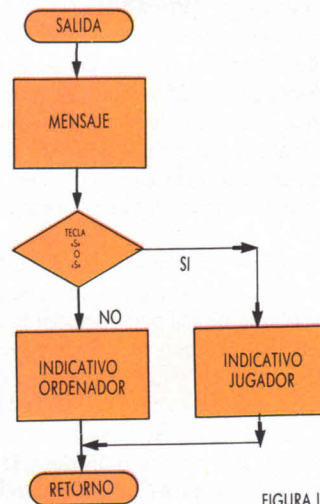 SALIDA
MENSAJE
TECLA
«S»
O
«S»
SI
NO
INDICATIVO
ORDENADOR
INDICATIVO
JUGADOR
RETORNO
FIGURA I